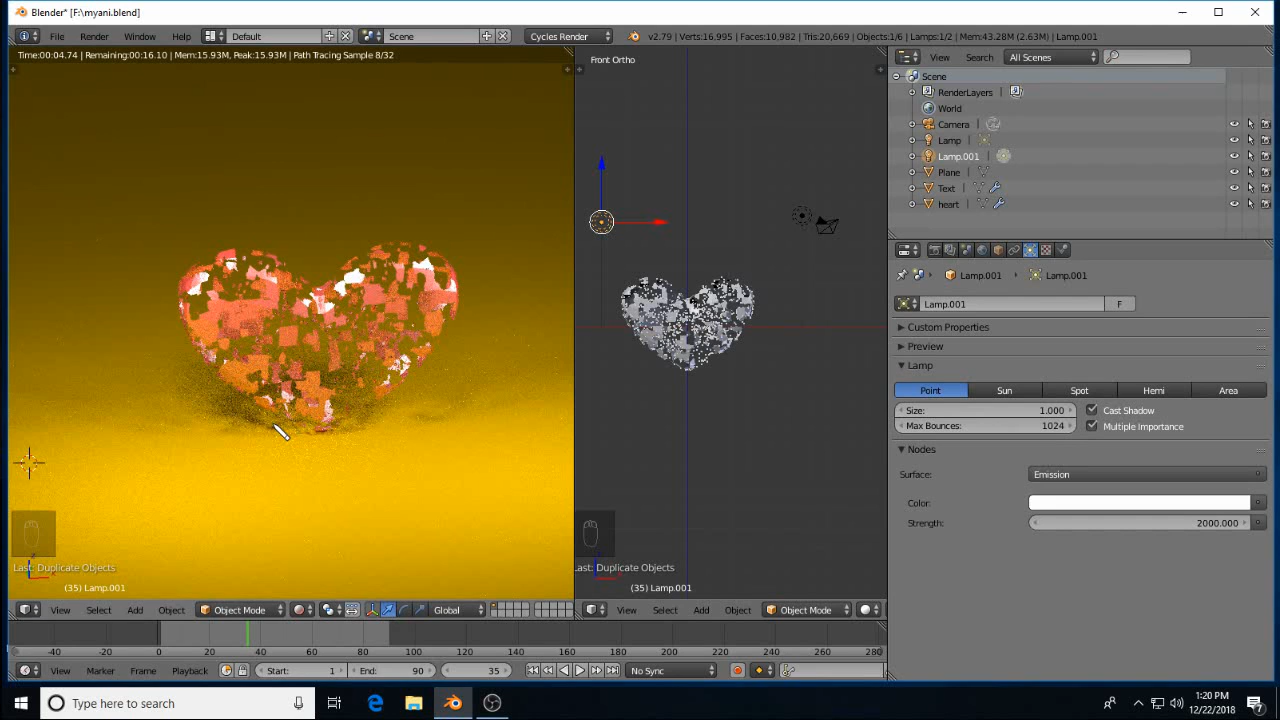 Blender* [F:\myani.blend]
File Render Window Help Default Scene Cycles Render v2.79 | Verts:16,995 | Faces:10,982 | Tris:20,669 | Objects:1/6 | Lamps:1/2 | Mem:43.28M (2.63M) | Lamp.001
Time:00:04.74 | Remaining:00:16.10 | Mem:15.93M, Peak:15.93M | Path Tracing Sample 8/32
Front Ortho
View Search All Scenes
Scene
RenderLayers
World
Camera
Lamp
Lamp.001
Plane
Text
heart
Lamp.001 Lamp.001
Lamp.001 F
Custom Properties
Preview
Lamp
Point Sun Spot Hemi Area
Size: 1.000 Cast Shadow
Max Bounces: 1024 Multiple Importance
Nodes
Surface: Emission
Color:
Strength: 2000.000
Last: Duplicate Objects
(35) Lamp.001
Last: Duplicate Objects
(35) Lamp.001
View Select Add Object Object Mode Global
View Select Add Object Object Mode
-40 -20 0 20 40 60 80 100 120 140 160 180 200 220 240 260 280
View Marker Frame Playback Start: 1 End: 90 35 No Sync
Type here to search
1:20 PM
12/22/2018